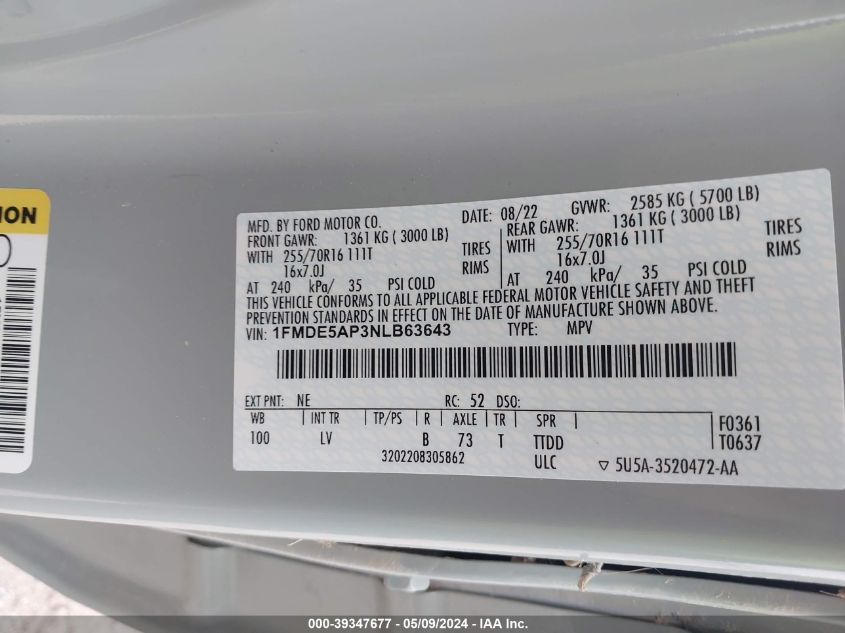 ION
MFD. BY FORD MOTOR CO. DATE: 08/22 GVWR: 2585 KG ( 5700 LB)
FRONT GAWR: 1361 KG ( 3000 LB) REAR GAWR: 1361 KG ( 3000 LB)
WITH 255/70R16 111T TIRES WITH 255/70R16 111T TIRES
16x7.0J RIMS 16x7.0J RIMS
AT 240 kPa/ 35 PSI COLD AT 240 kPa/ 35 PSI COLD
THIS VEHICLE CONFORMS TO ALL APPLICABLE FEDERAL MOTOR VEHICLE SAFETY AND THEFT
PREVENTION STANDARDS IN EFFECT ON THE DATE OF MANUFACTURE SHOWN ABOVE.
VIN: 1FMDE5AP3NLB63643 TYPE: MPV
EXT PNT: NE RC: 52 DSO:
WB | INT TR | TP/PS | R | AXLE | TR | SPR | F0361
100 LV B 73 T TTDD T0637
3202208305862 ULC ▽ 5U5A-3520472-AA
000-39347677 - 05/09/2024 - IAA Inc.